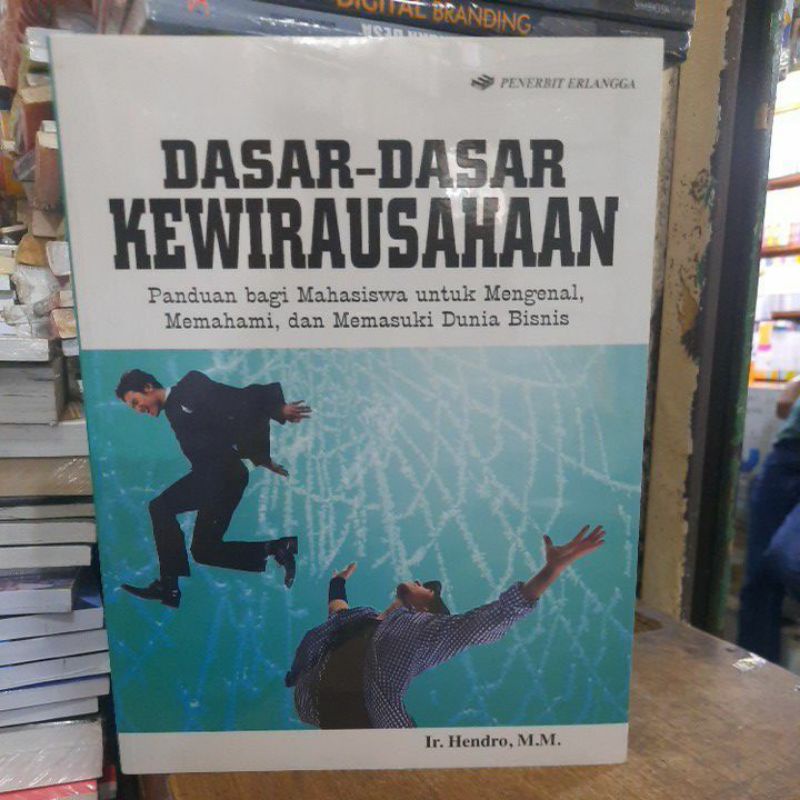 DIGITAL BRANDING
PENERBIT ERLANGGA
DASAR-DASAR
KEWIRAUSAHAAN
Panduan bagi Mahasiswa untuk Mengenal,
Memahami, dan Memasuki Dunia Bisnis
Ir. Hendro, M.M.